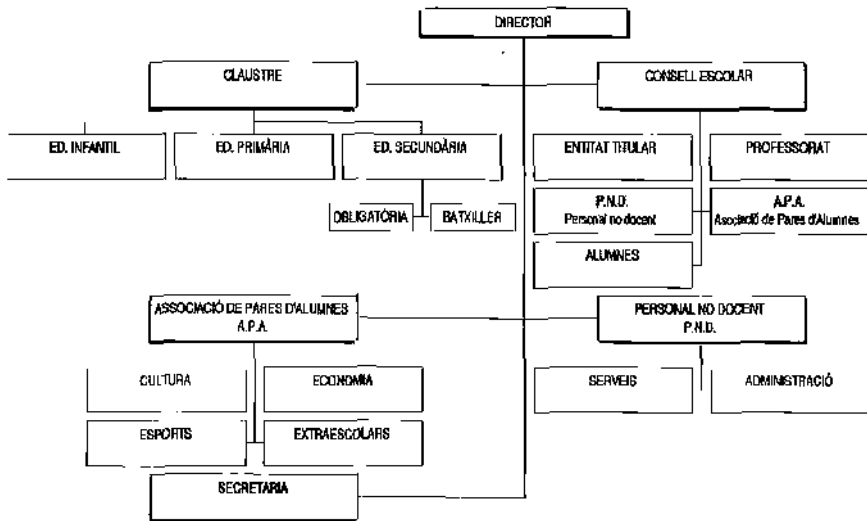 DIRECTOR
CLAUSTRE
CONSELL ESCOLAR
ED. INFANTIL
ED. PRIMÀRIA
ED. SECUNDÀRIA
ENTITAT TITULAR
PROFESSORAT
OBLIGATÒRIA
BATXILLER
P.N.D.
Personal no docent
A.P.A.
Asociació de Pares d'Alumnes
ALUMNES
ASSOCIACIÓ DE PARES D'ALUMNES
A.P.A.
PERSONAL NO DOCENT
P.N.D.
CULTURA
ECONOMIA
SERVEIS
ADMINISTRACIÓ
ESPORTS
EXTRAESCOLARS
SECRETARIA